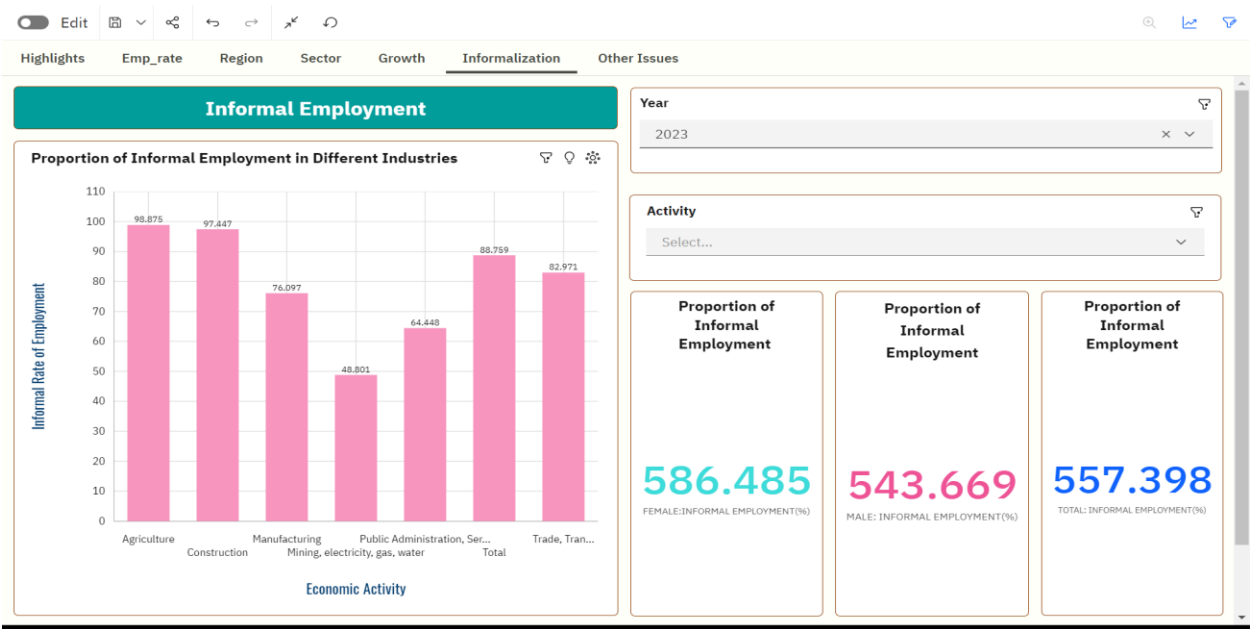 Edit
Highlights
Emp_rate
Region
Sector
Growth
Informalization
Other Issues
Informal Employment
Proportion of Informal Employment in Different Industries
110
100
90
80
70
60
50
40
30
20
10
0
98.875
97.447
76.097
48.801
64.448
88.759
82.971
Informal Rate of Employment
Agriculture
Construction
Manufacturing
Mining, electricity, gas, water
Public Administration, Ser...
Total
Trade, Tran...
Economic Activity
Year
2023
Activity
Select...
Proportion of
Informal
Employment
586.485
FEMALE:INFORMAL EMPLOYMENT(%)
Proportion of
Informal
Employment
543.669
MALE: INFORMAL EMPLOYMENT(%)
Proportion of
Informal
Employment
557.398
TOTAL: INFORMAL EMPLOYMENT(%)